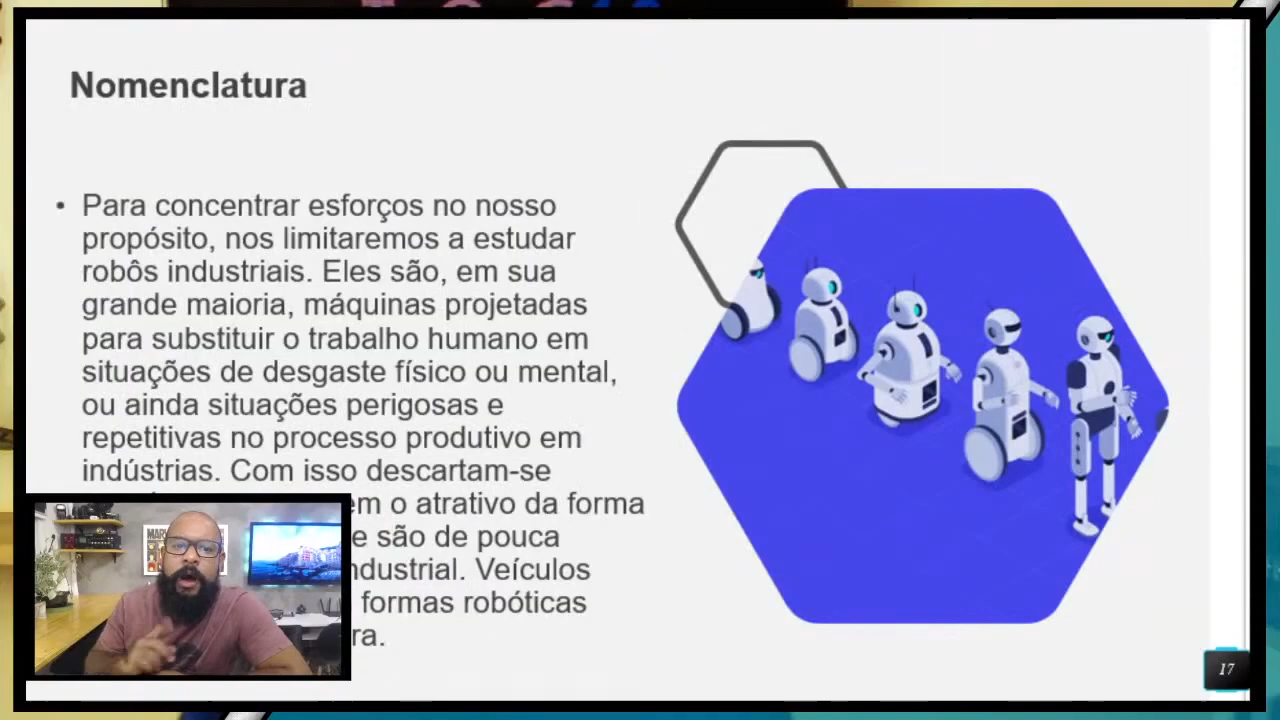 Nomenclatura
• Para concentrar esforços no nosso
propósito, nos limitaremos a estudar
robôs industriais. Eles são, em sua
grande maioria, máquinas projetadas
para substituir o trabalho humano em
situações de desgaste físico ou mental,
ou ainda situações perigosas e
repetitivas no processo produtivo em
indústrias. Com isso descartam-se
em o atrativo da forma
e são de pouca
ndustrial. Veículos
formas robóticas
ra.
17